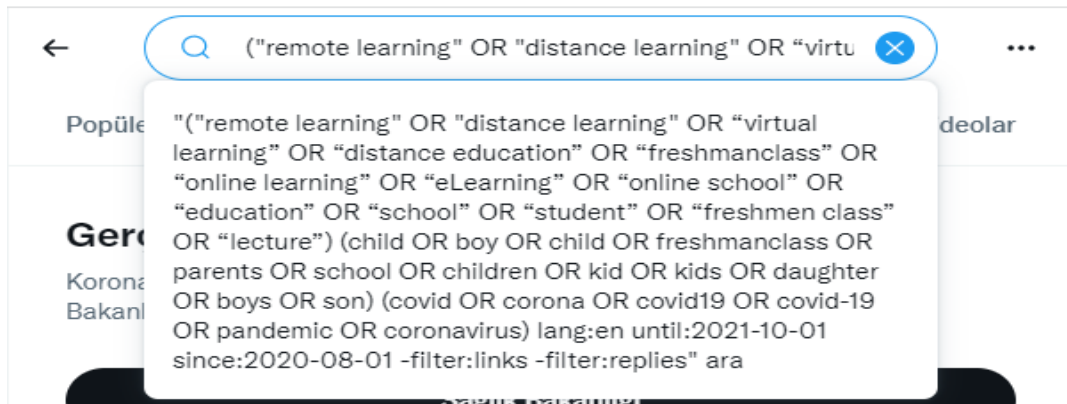 ("remote learning" OR "distance learning" OR “virtu
Popüle
deolar
"("remote learning" OR "distance learning" OR “virtual
learning” OR “distance education” OR “freshmanclass” OR
“online learning” OR “eLearning” OR “online school” OR
“education” OR “school” OR “student” OR “freshmen class”
OR “lecture”) (child OR boy OR child OR freshmanclass OR
parents OR school OR children OR kid OR kids OR daughter
OR boys OR son) (covid OR corona OR covid19 OR covid-19
OR pandemic OR coronavirus) lang:en until:2021-10-01
since:2020-08-01 -filter:links -filter:replies" ara
Gerç
Korona
Bakanl